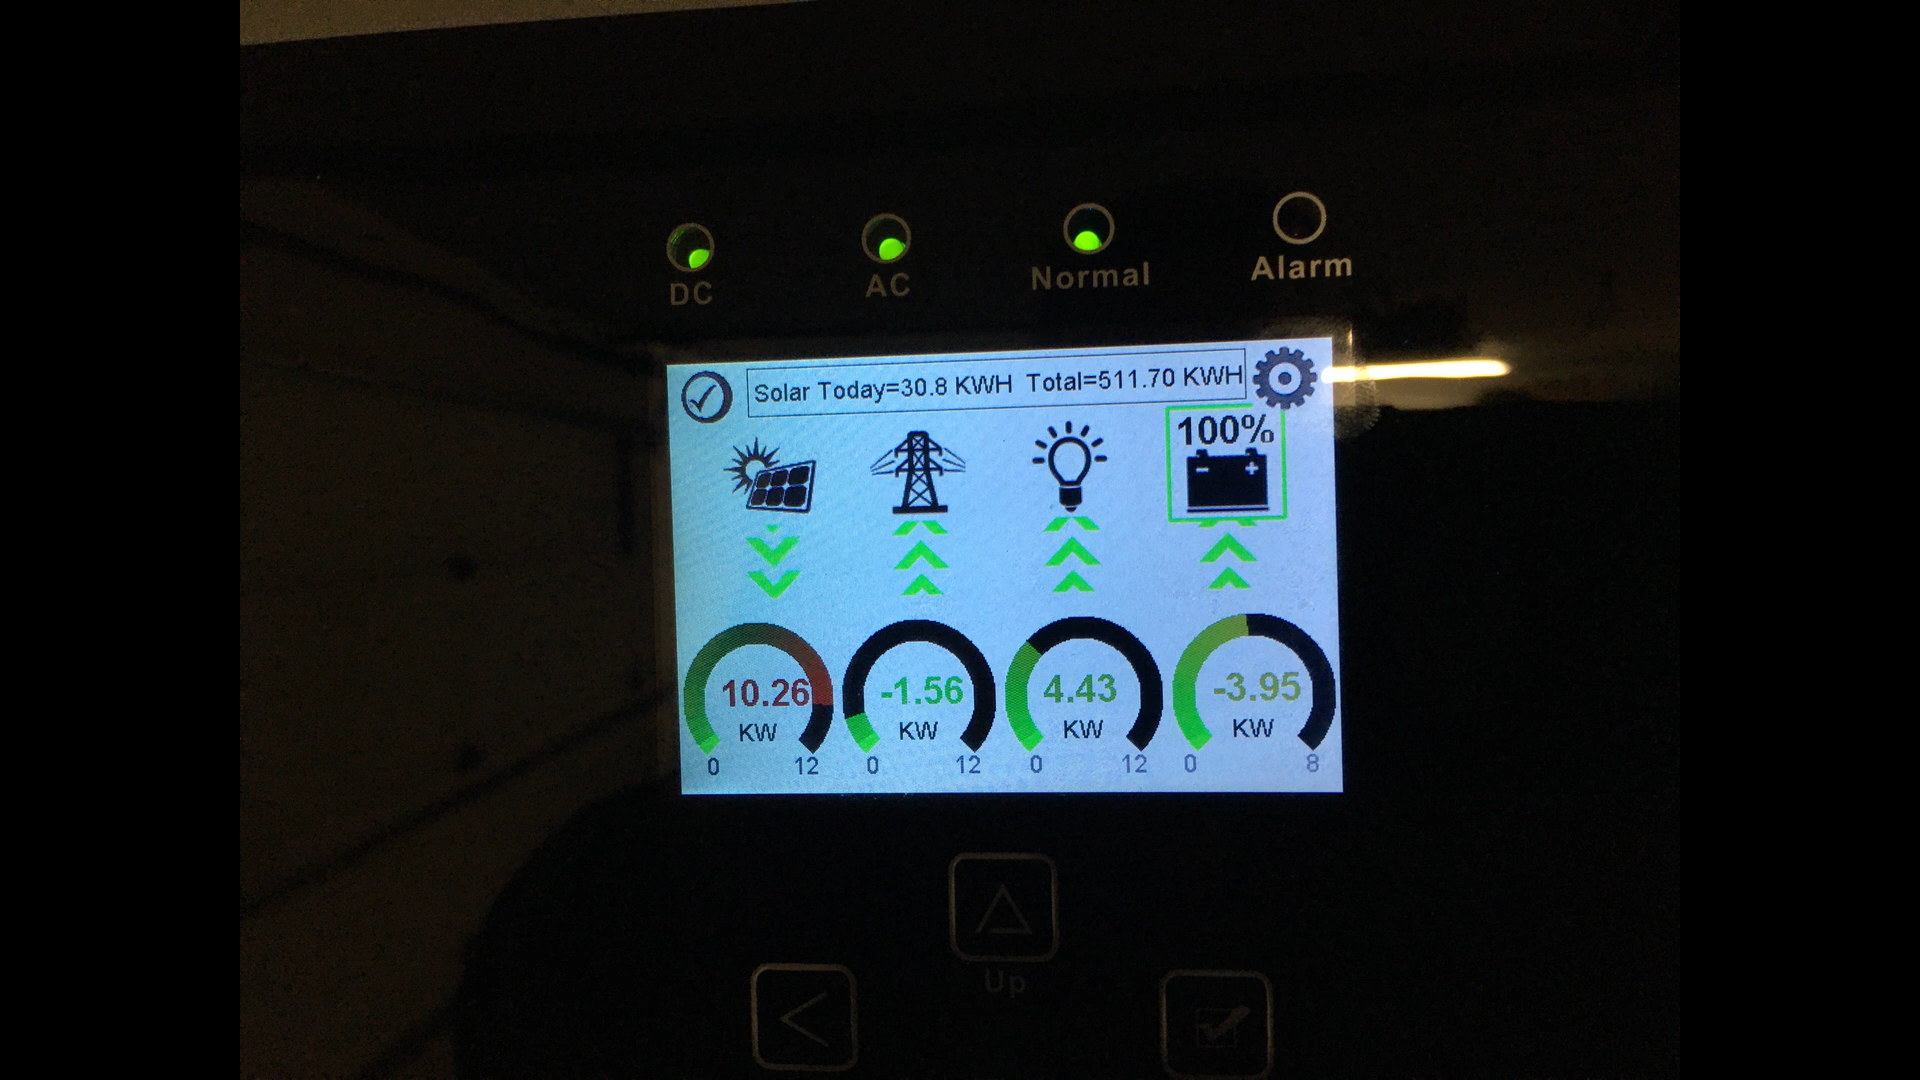 DC AC Normal Alarm
Solar Today=30.8 KWH Total=511.70 KWH
100%
10.26 -1.56 4.43 -3.95
KW KW KW KW
0 12 0 12 0 12 0 8
Up